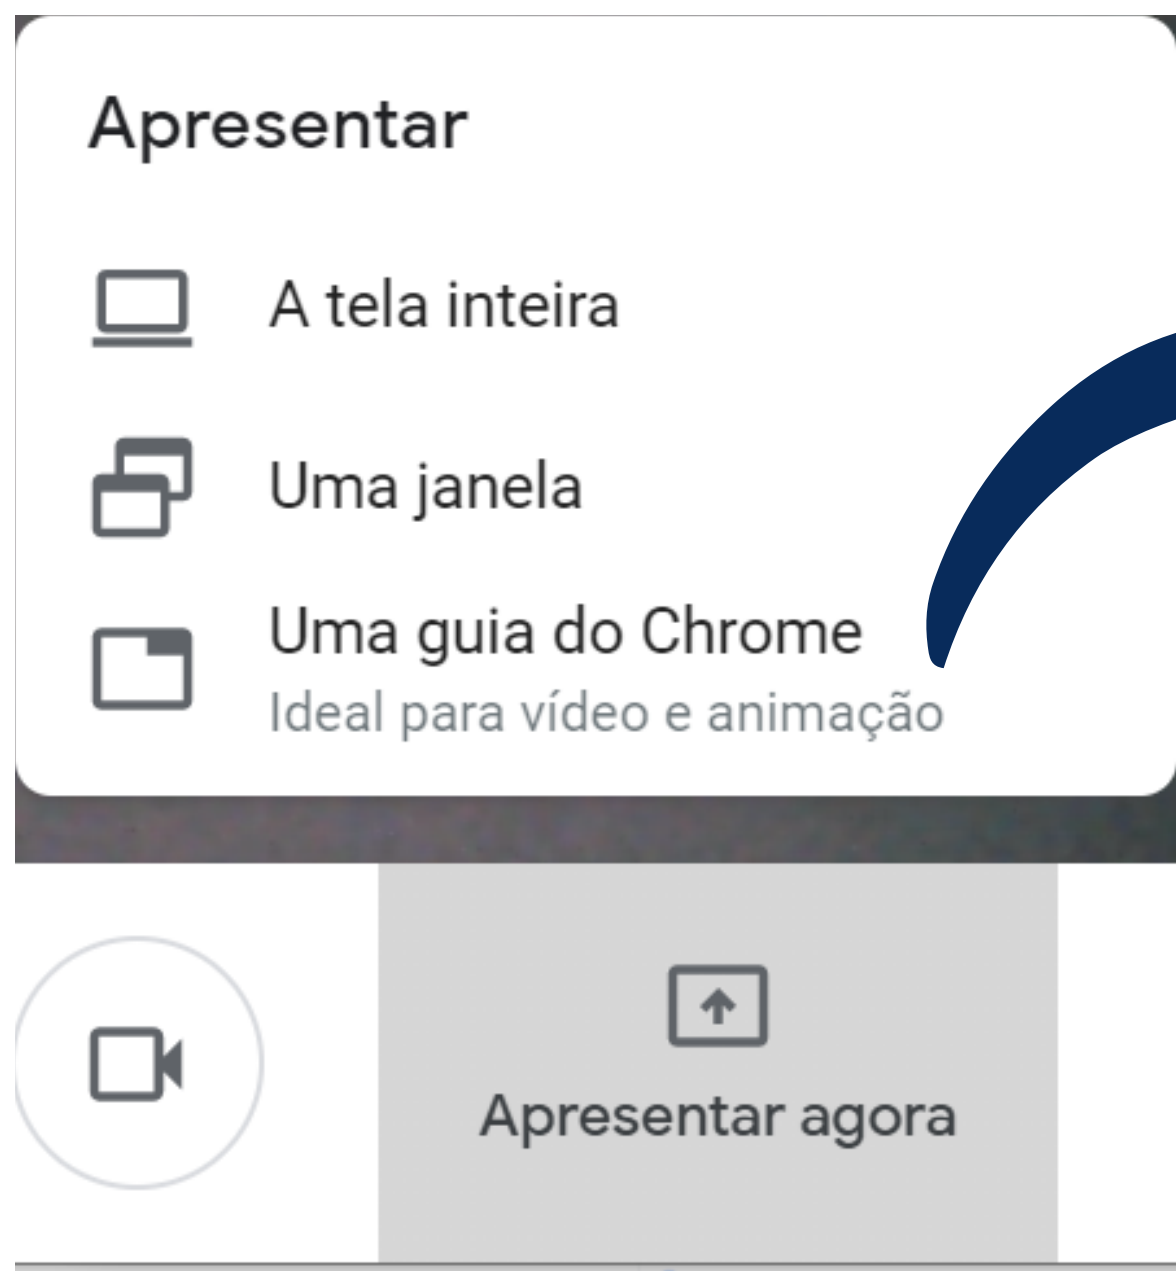 Apresentar
A tela inteira
Uma janela
Uma guia do Chrome
Ideal para vídeo e animação
Apresentar agora